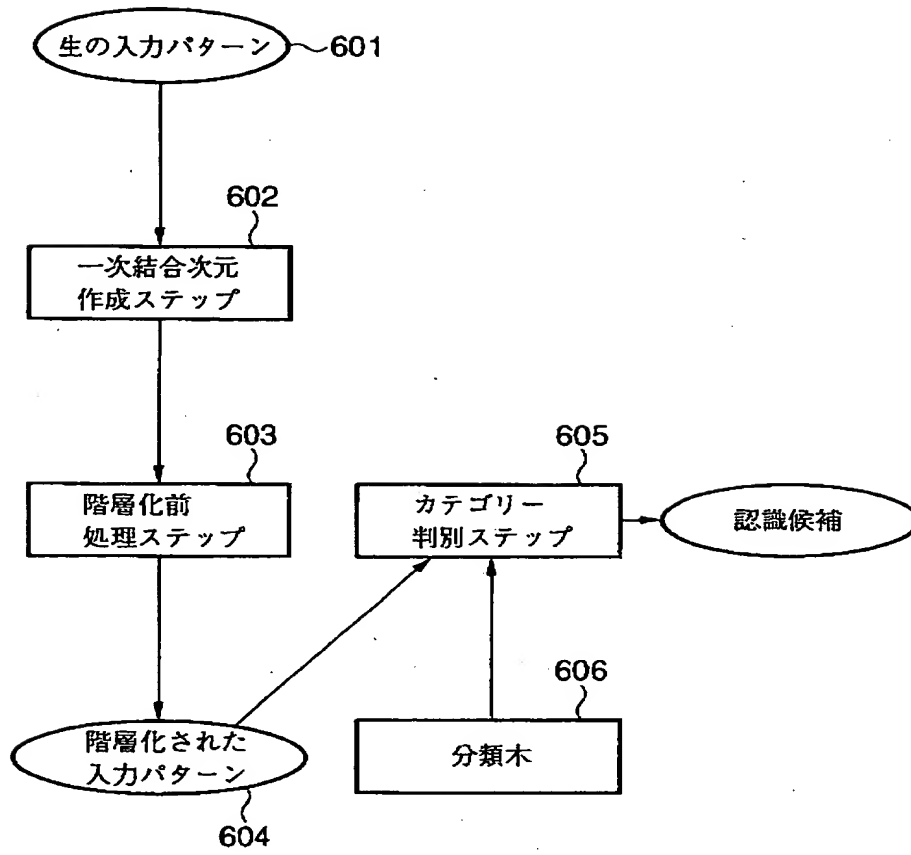 生の入力パターン
601
602
一次結合次元
作成ステップ
603
階層化前
処理ステップ
605
カテゴリー
判別ステップ
認識候補
606
分類木
階層化された
入力パターン
604